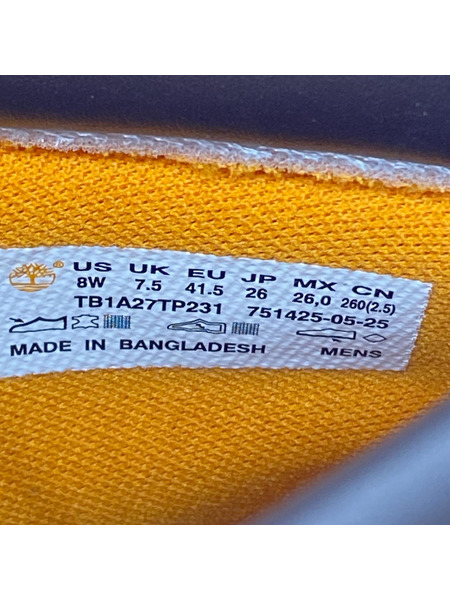 ® US UK EU JP MX CN
8W 7.5 41.5 26 26,0 260(2.5)
TB1A27TP231 751425-05-25
MADE IN BANGLADESH MENS